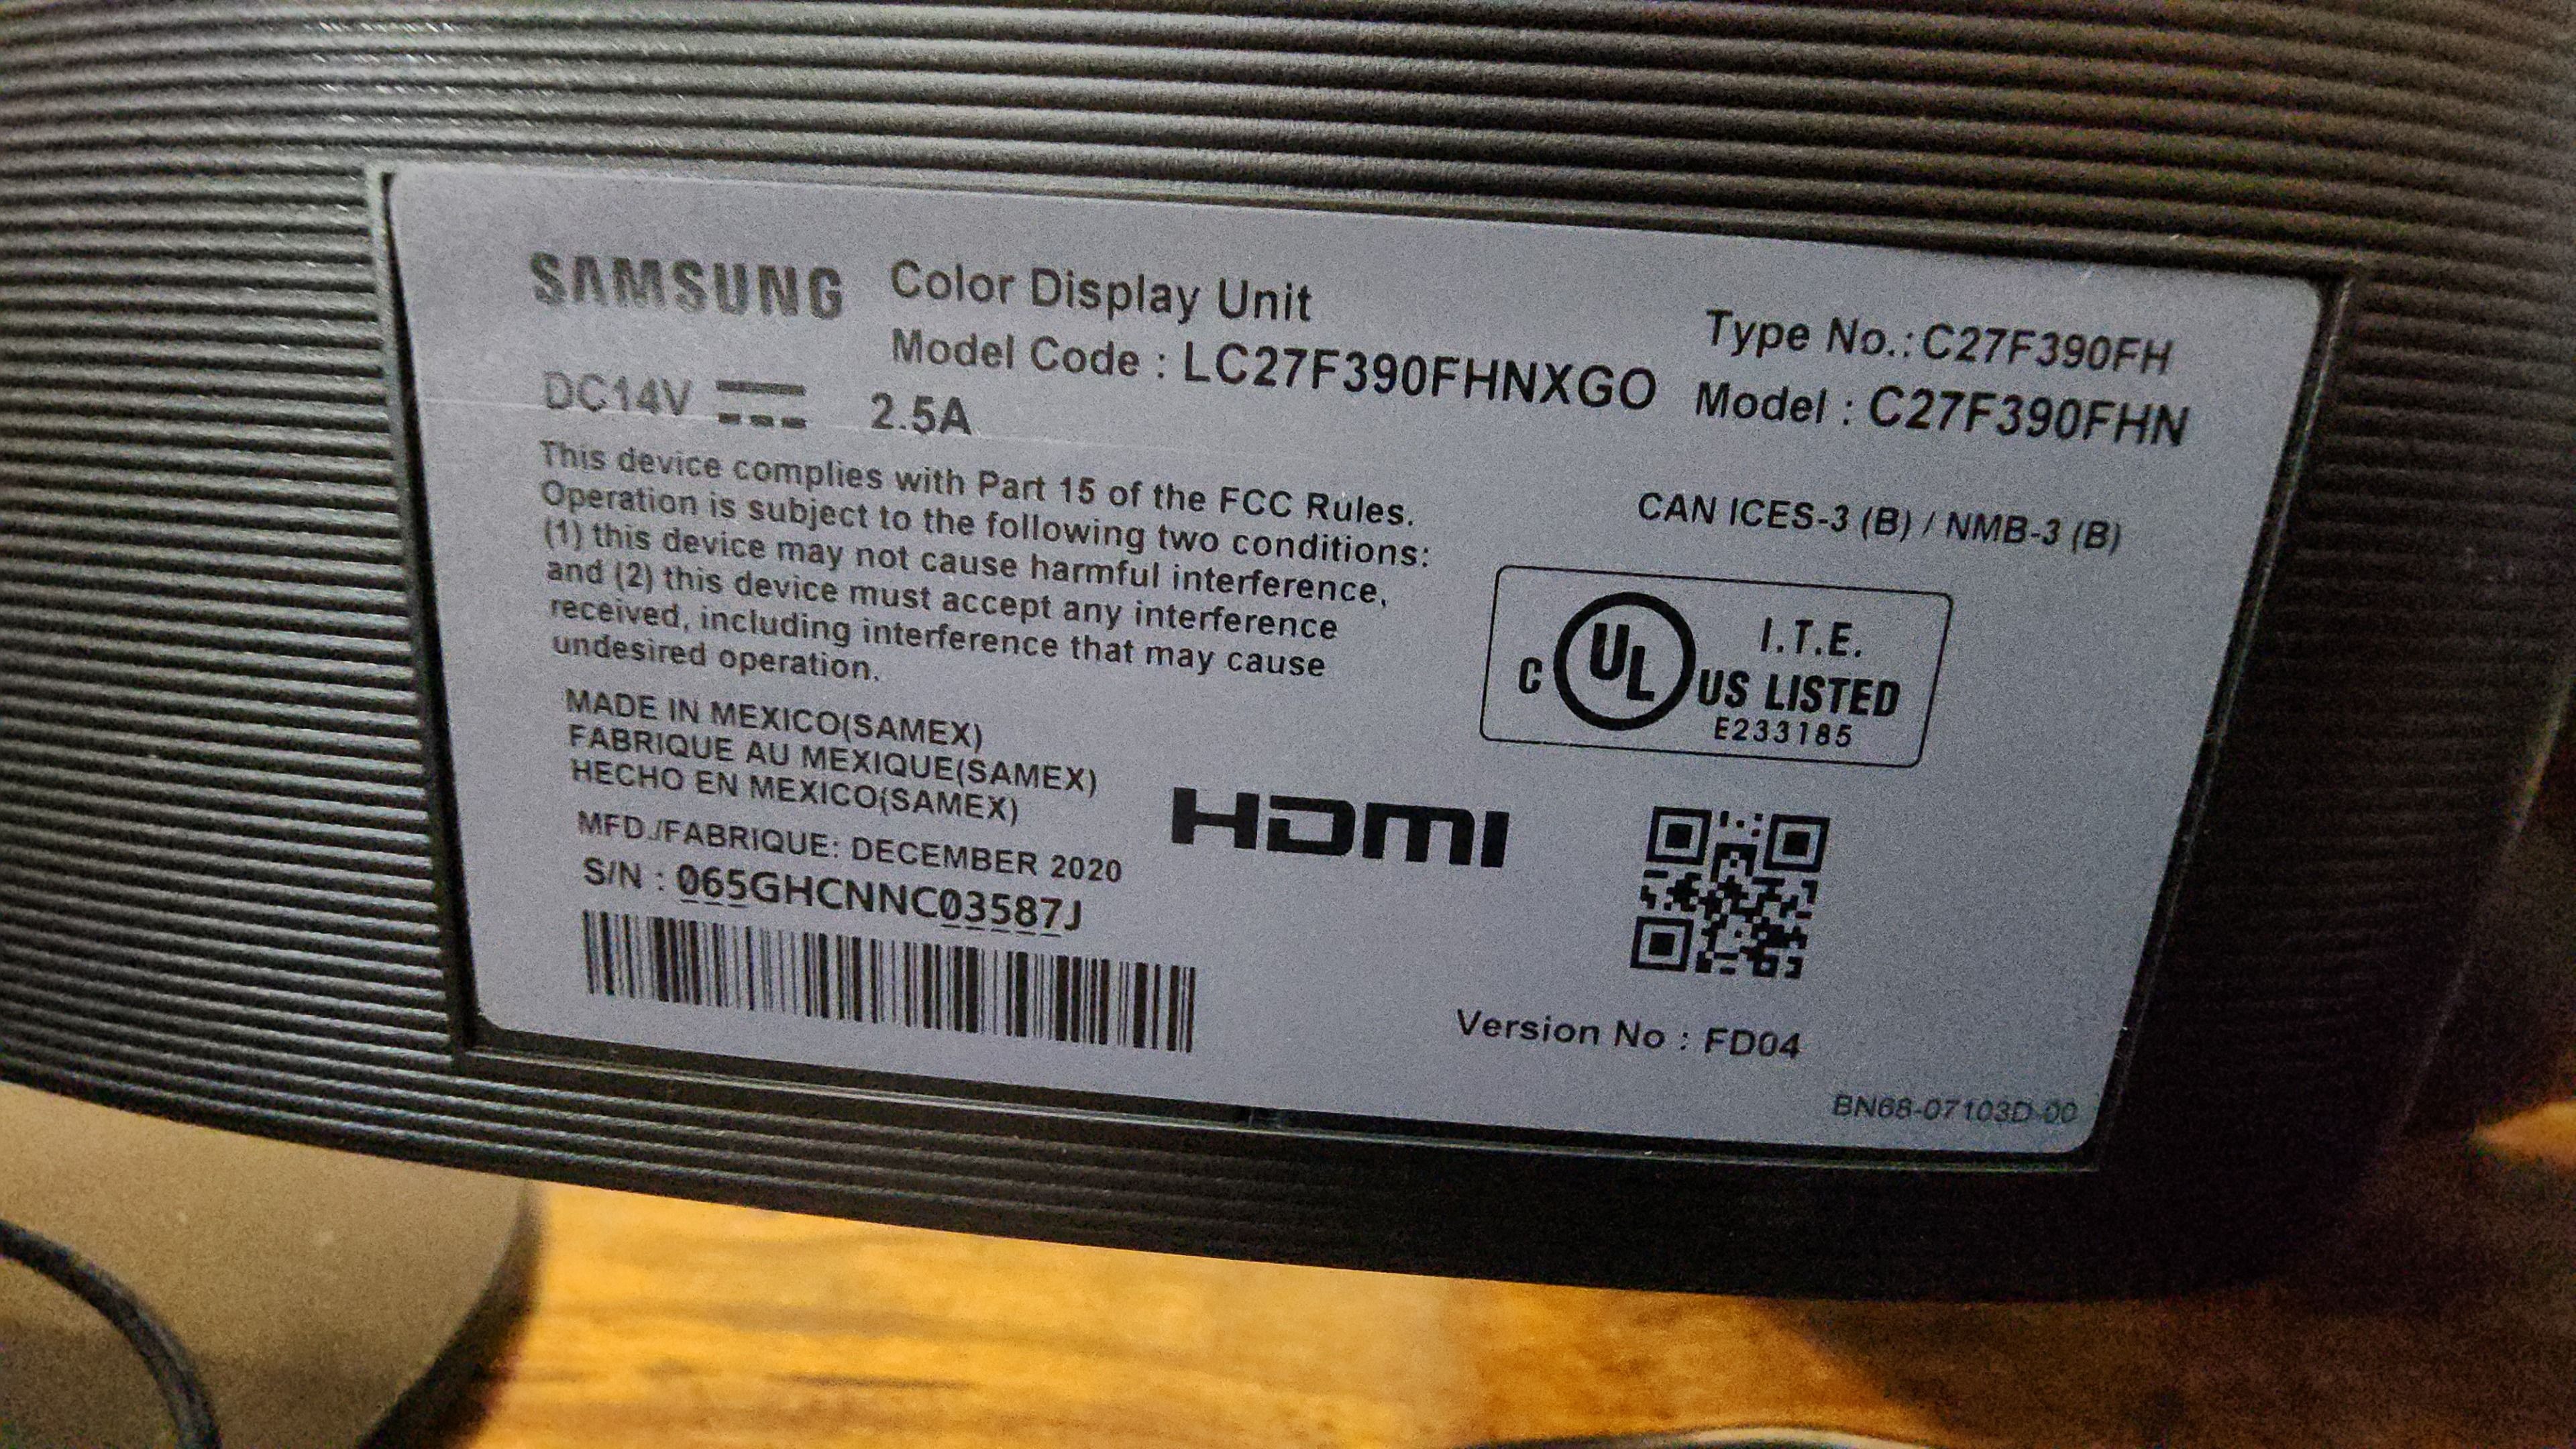 SAMSUNG Color Display Unit
Model Code : LC27F390FHNXGO
Type No.:C27F390FH
Model : C27F390FHN
DC14V 2.5A
This device complies with Part 15 of the FCC Rules.
Operation is subject to the following two conditions:
(1) this device may not cause harmful interference,
and (2) this device must accept any interference
received, including interference that may cause
undesired operation.
CAN ICES-3 (B) / NMB-3 (B)
C UL US LISTED
I.T.E.
E233185
MADE IN MEXICO(SAMEX)
FABRIQUE AU MEXIQUE(SAMEX)
HECHO EN MEXICO(SAMEX)
MFD./FABRIQUE: DECEMBER 2020
S/N : 065GHCNNC03587J
HDMI
Version No : FD04
BN68-07103D-00